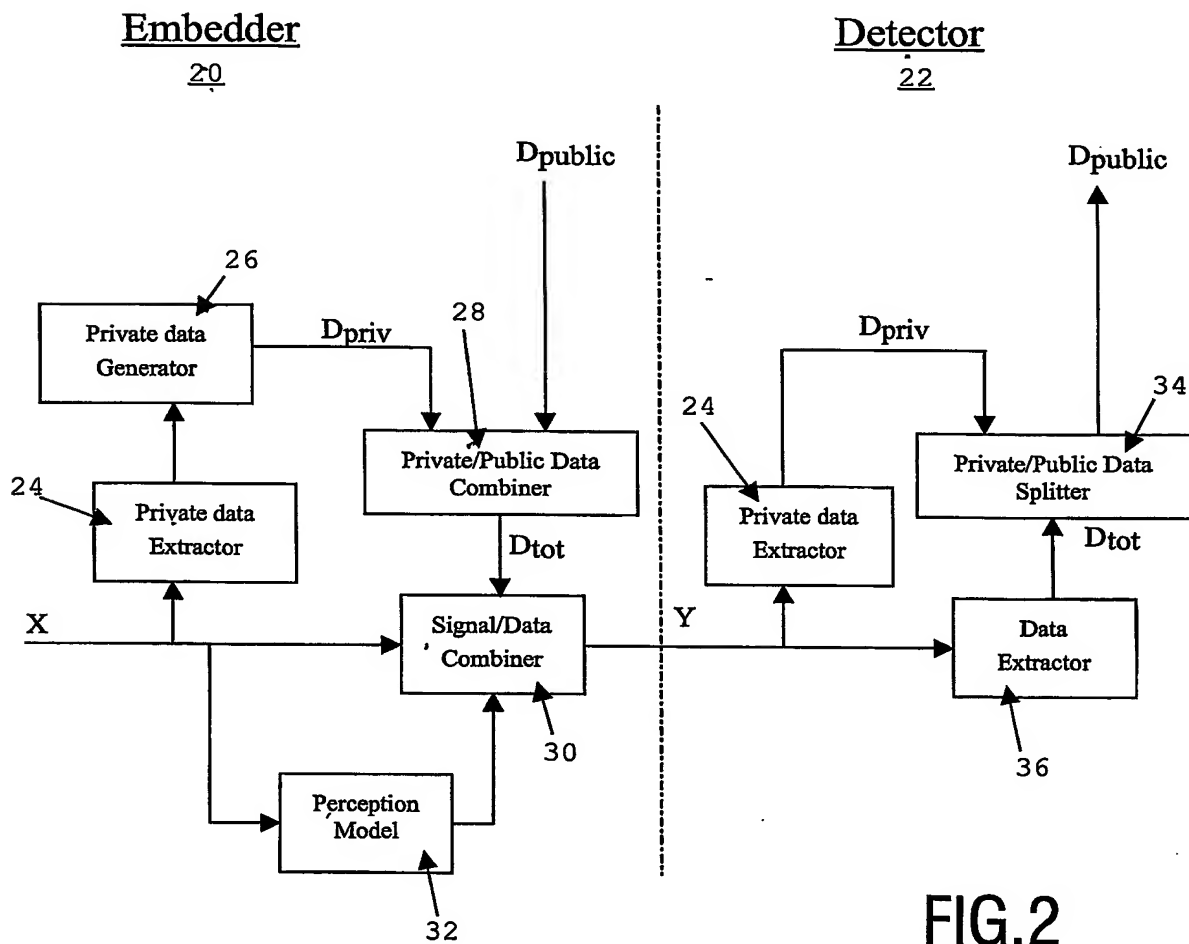 Embedder
20
Detector
22
Dpublic
Dpublic
26
Private data
Generator
Dpriv
28
Private/Public Data
Combiner
24
Private data
Extractor
Dtot
X
Signal/Data
Combiner
30
Perception
Model
32
Dpriv
24
Private data
Extractor
34
Private/Public Data
Splitter
Dtot
Y
Data
Extractor
36
FIG.2